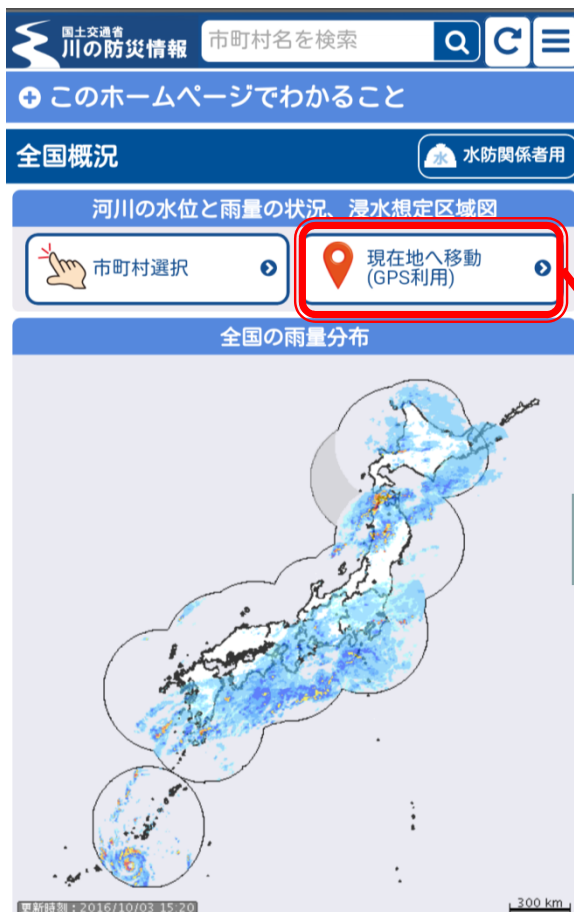 国土交通省
川の防災情報
市町村名を検索
このホームページでわかること
全国概況
水
水防関係者用
河川の水位と雨量の状況、浸水想定区域図
市町村選択
現在地へ移動
(GPS利用)
全国の雨量分布
更新時刻：2016/10/03 15:20
300 km